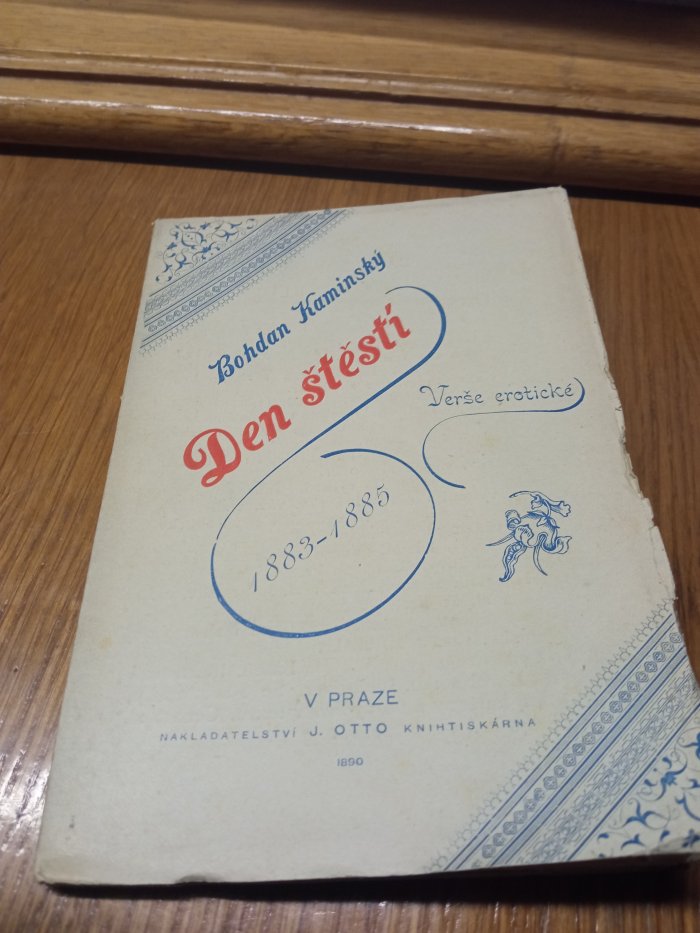 Bohdan Kaminský
Den štěstí
Verše erotické
1883-1885
V PRAZE
NAKLADATELSTVÍ J. OTTO KNIHTISKÁRNA
1890